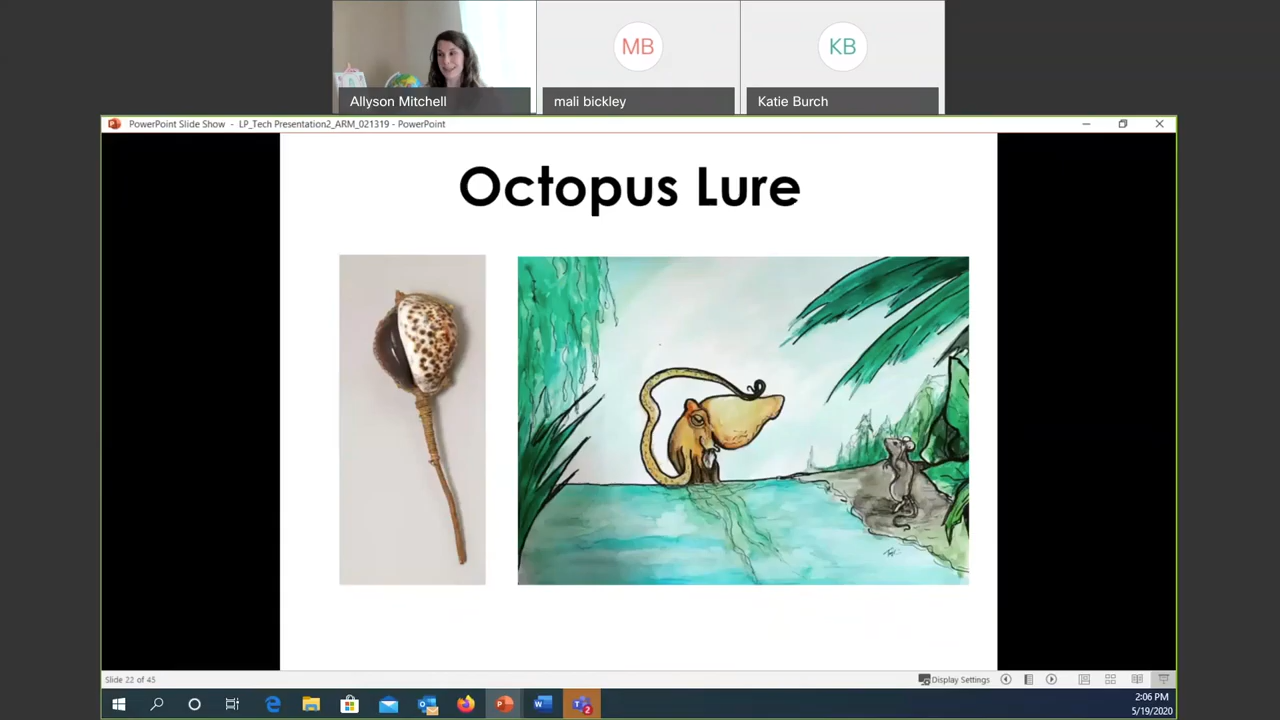 MB
KB
Allyson Mitchell
mali bickley
Katie Burch
PowerPoint Slide Show - LP_Tech Presentation2_ARM_021319 - PowerPoint
Octopus Lure
Slide 22 of 45
Display Settings
2:06 PM
5/19/2020